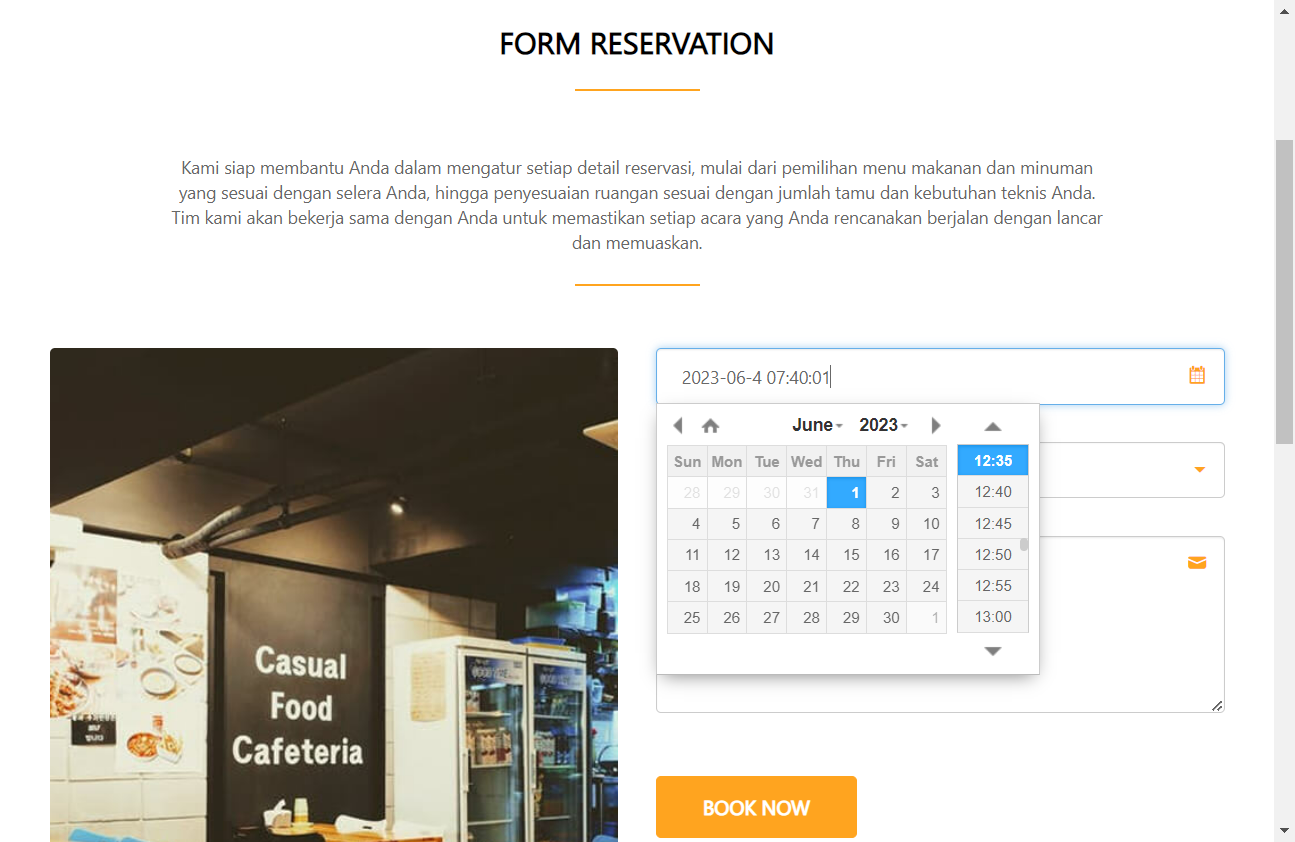 FORM RESERVATION
Kami siap membantu Anda dalam mengatur setiap detail reservasi, mulai dari pemilihan menu makanan dan minuman
yang sesuai dengan selera Anda, hingga penyesuaian ruangan sesuai dengan jumlah tamu dan kebutuhan teknis Anda.
Tim kami akan bekerja sama dengan Anda untuk memastikan setiap acara yang Anda rencanakan berjalan dengan lancar
dan memuaskan.
2023-06-4 07:40:01
June 2023
Sun Mon Tue Wed Thu Fri Sat
28 29 30 31 1 2 3
4 5 6 7 8 9 10
11 12 13 14 15 16 17
18 19 20 21 22 23 24
25 26 27 28 29 30 1
12:35
12:40
12:45
12:50
12:55
13:00
Casual
Food
Cafeteria
BOOK NOW